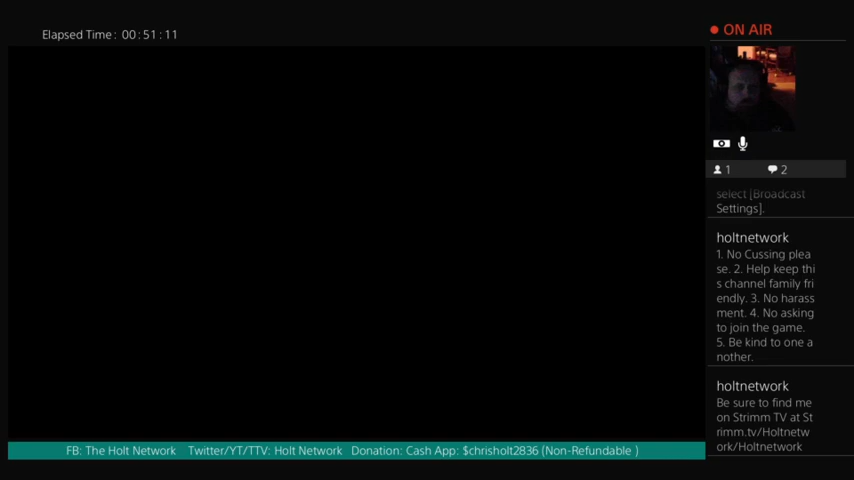 Elapsed Time: 00:51:11
ON AIR
1 2
select [Broadcast
Settings].
holtnetwork
1. No Cussing plea
se. 2. Help keep thi
s channel family fri
endly. 3. No harass
ment. 4. No asking
to join the game.
5. Be kind to one a
nother.
holtnetwork
Be sure to find me
on Strimm TV at St
rimm.tv/Holtnetw
ork/Holtnetwork
FB: The Holt Network Twitter/YT/TTV: Holt Network Donation: Cash App: $chrisholt2836 (Non-Refundable )